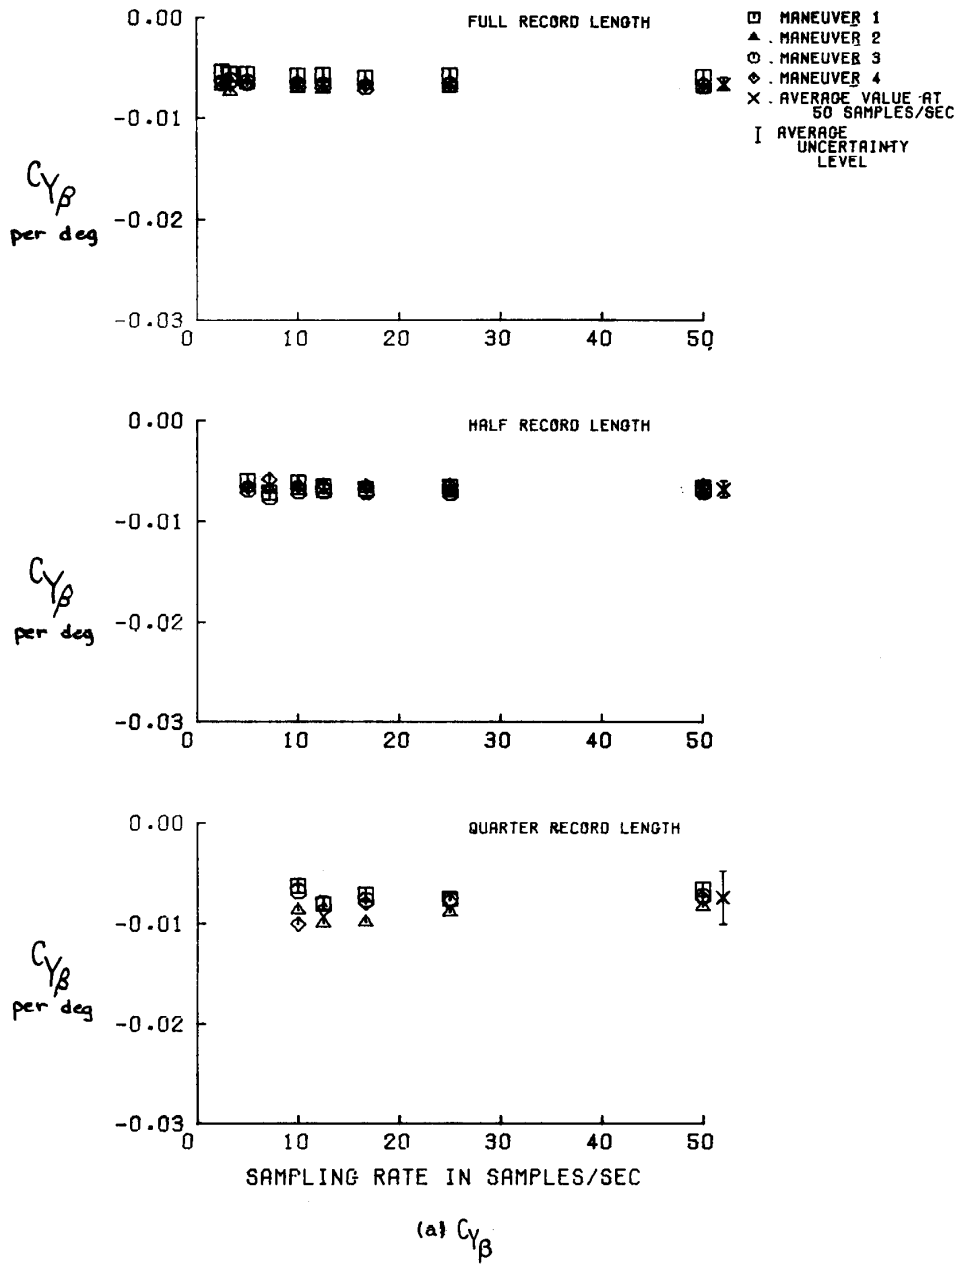 FULL RECORD LENGTH
MANEUVER 1
MANEUVER 2
MANEUVER 3
MANEUVER 4
AVERAGE VALUE AT
50 SAMPLES/SEC
AVERAGE
UNCERTAINTY
LEVEL
0.00
-0.01
-0.02
-0.03
CYβ
per deg
0 10 20 30 40 50
HALF RECORD LENGTH
0.00
-0.01
-0.02
-0.03
CYβ
per deg
0 10 20 30 40 50
QUARTER RECORD LENGTH
0.00
-0.01
-0.02
-0.03
CYβ
per deg
0 10 20 30 40 50
SAMPLING RATE IN SAMPLES/SEC
(a) CYβ